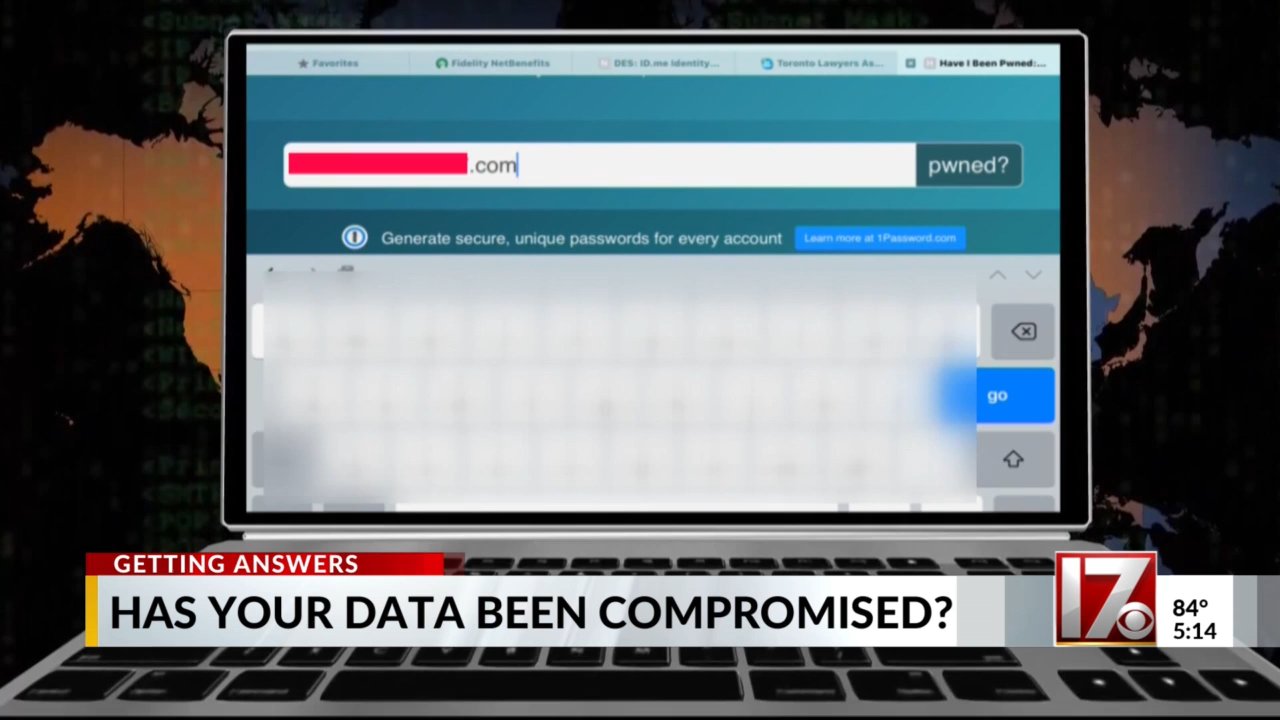 Favorites
Fidelity NetBenefits
DES: ID.me Identity...
Toronto Lawyers As...
Have I Been Pwned:...
.com
pwned?
Generate secure, unique passwords for every account
Learn more at 1Password.com
go
GETTING ANSWERS
HAS YOUR DATA BEEN COMPROMISED?
17
84°
5:14